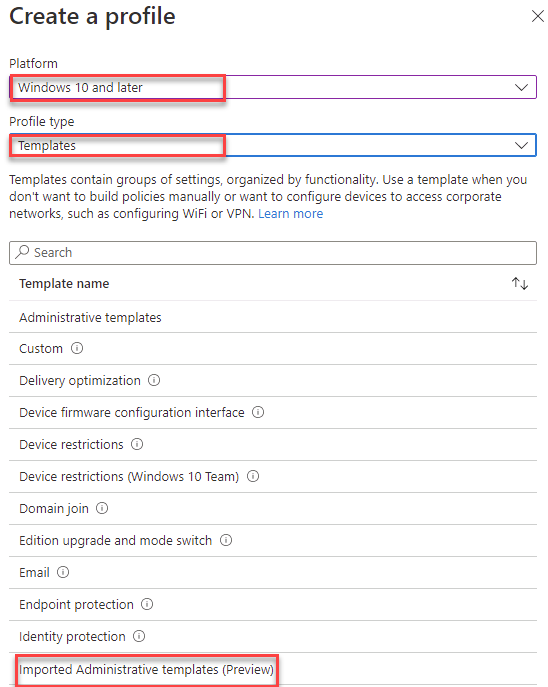 Create a profile
Platform
Windows 10 and later
Profile type
Templates
Templates contain groups of settings, organized by functionality. Use a template when you
don't want to build policies manually or want to configure devices to access corporate
networks, such as configuring WiFi or VPN. Learn more
Search
Template name
Administrative templates
Custom
Delivery optimization
Device firmware configuration interface
Device restrictions
Device restrictions (Windows 10 Team)
Domain join
Edition upgrade and mode switch
Email
Endpoint protection
Identity protection
Imported Administrative templates (Preview)